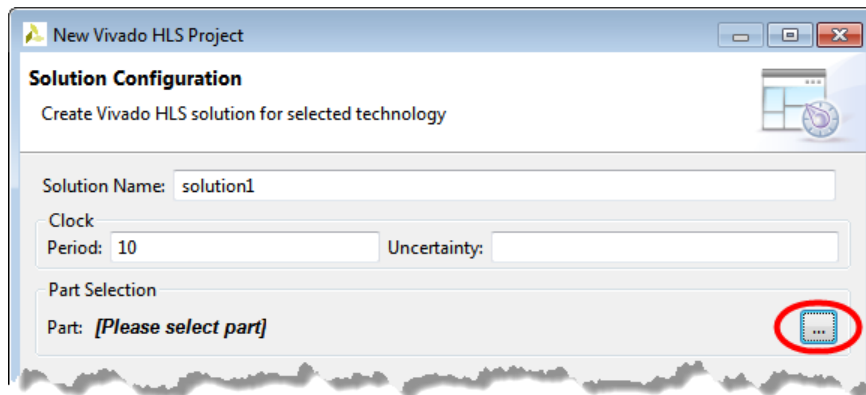 New Vivado HLS Project
Solution Configuration
Create Vivado HLS solution for selected technology
Solution Name: solution1
Clock
Period: 10 Uncertainty:
Part Selection
Part: [Please select part] ...